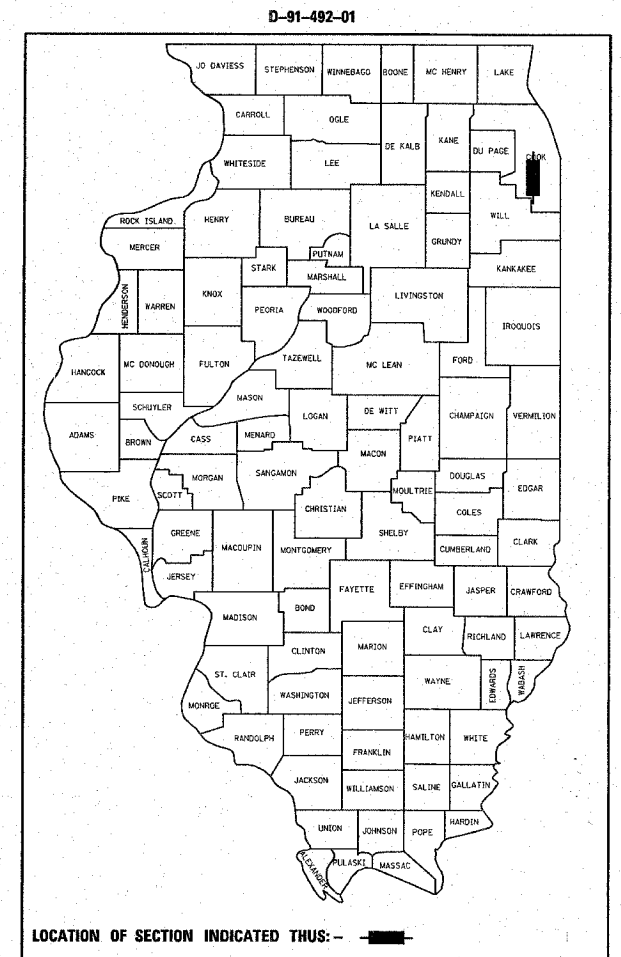 D-91-492-01
JO DAVIESS STEPHENSON WINNEBAGO BOONE MC HENRY LAKE
CARROLL OGLE
DE KALB KANE DU PAGE COOK
WHITESIDE LEE
KENDALL
ROCK ISLAND. HENRY BUREAU LA SALLE WILL
MERCER PUTNAM GRUNDY
STARK MARSHALL KANKAKEE
HENDERSON WARREN KNOX PEORIA WOODFORD LIVINGSTON IROQUOIS
HANCOCK MC DONOUGH FULTON TAZEWELL MC LEAN FORD
SCHUYLER MASON LOGAN DE WITT CHAMPAIGN VERMILION
ADAMS BROWN CASS MENARD MACON PIATT
PIKE SCOTT MORGAN SANGAMON DOUGLAS EDGAR
MOULTRIE
CHRISTIAN COLES
CALHOUN GREENE MACOUPIN MONTGOMERY SHELBY CUMBERLAND CLARK
JERSEY FAYETTE EFFINGHAM JASPER CRAWFORD
MADISON BOND
CLAY RICHLAND LAWRENCE
CLINTON MARION
ST. CLAIR WAYNE EDWARDS WABASH
WASHINGTON JEFFERSON
MONROE
RANDOLPH PERRY HAMILTON WHITE
FRANKLIN
JACKSON WILLIAMSON SALINE GALLATIN
UNION JOHNSON POPE HARDIN
ALEXANDER PULASKI MASSAC
LOCATION OF SECTION INDICATED THUS: -